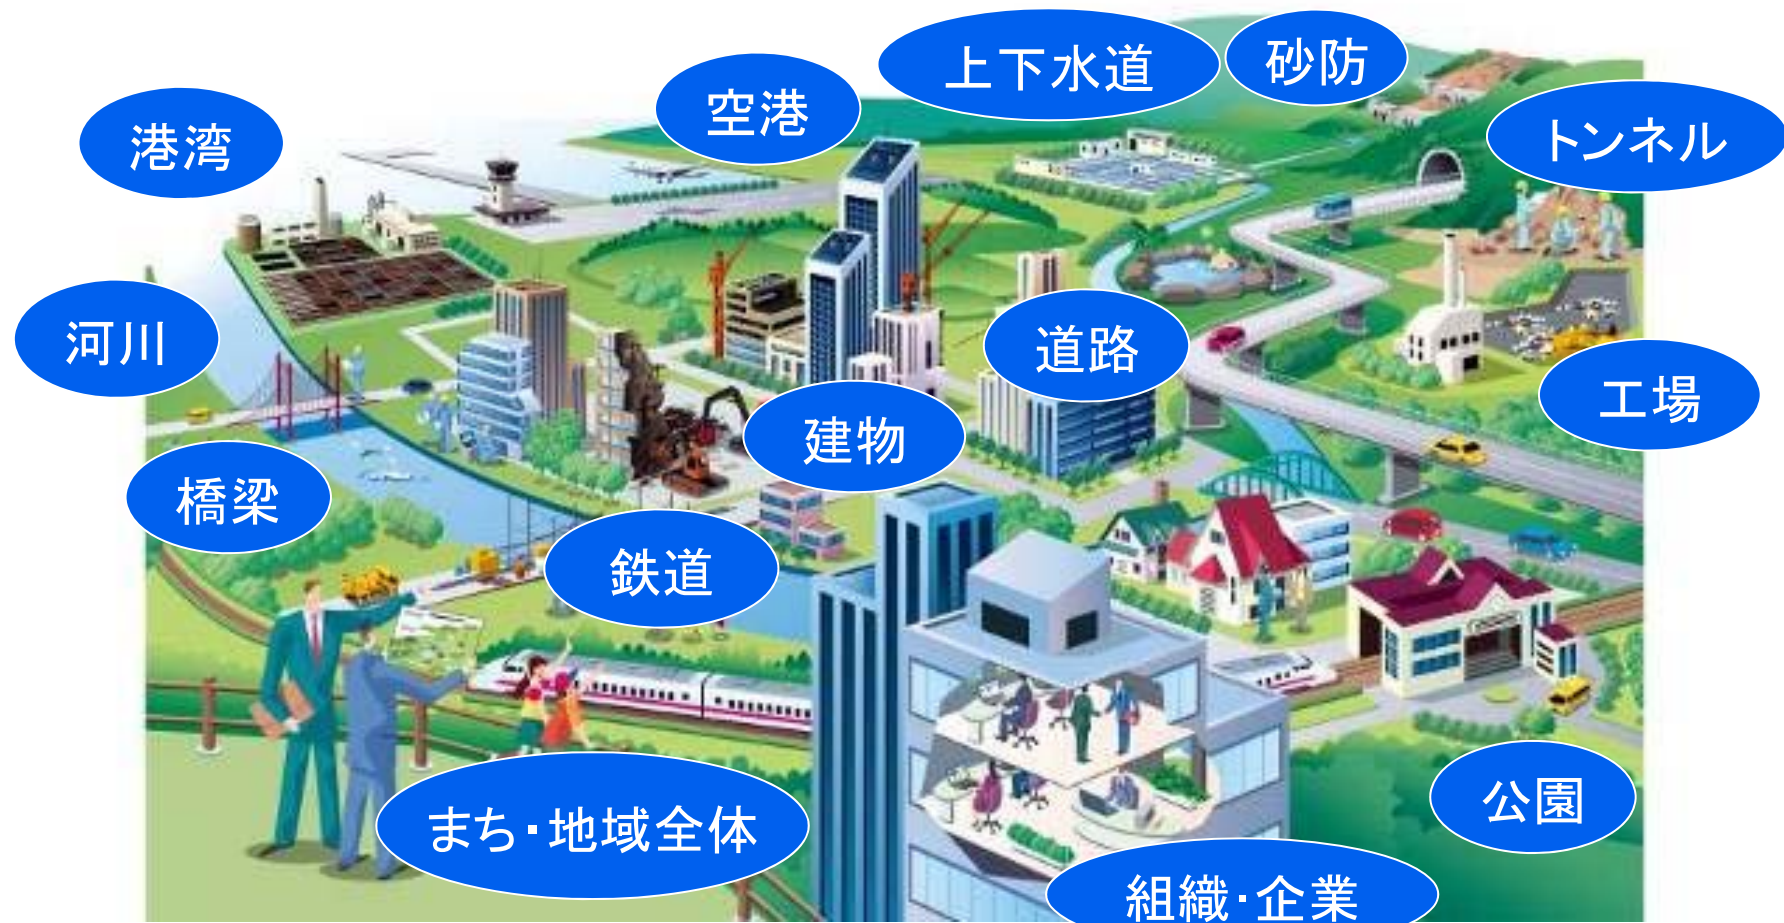 上下水道
砂防
空港
港湾
トンネル
河川
道路
工場
建物
橋梁
鉄道
まち・地域全体
公園
組織・企業